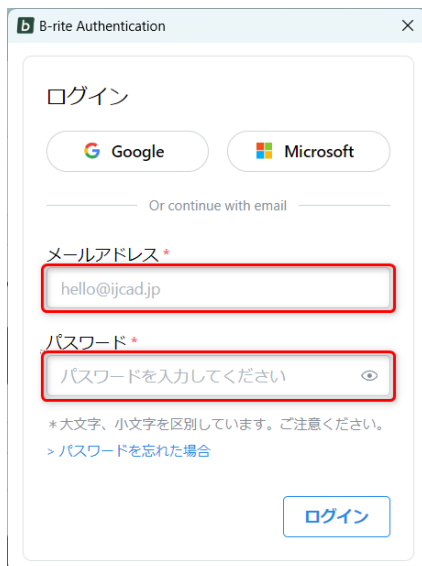 B-rite Authentication
ログイン
Google
Microsoft
Or continue with email
メールアドレス *
hello@ijcad.jp
パスワード *
パスワードを入力してください
*大文字、小文字を区別しています。ご注意ください。
> パスワードを忘れた場合
ログイン